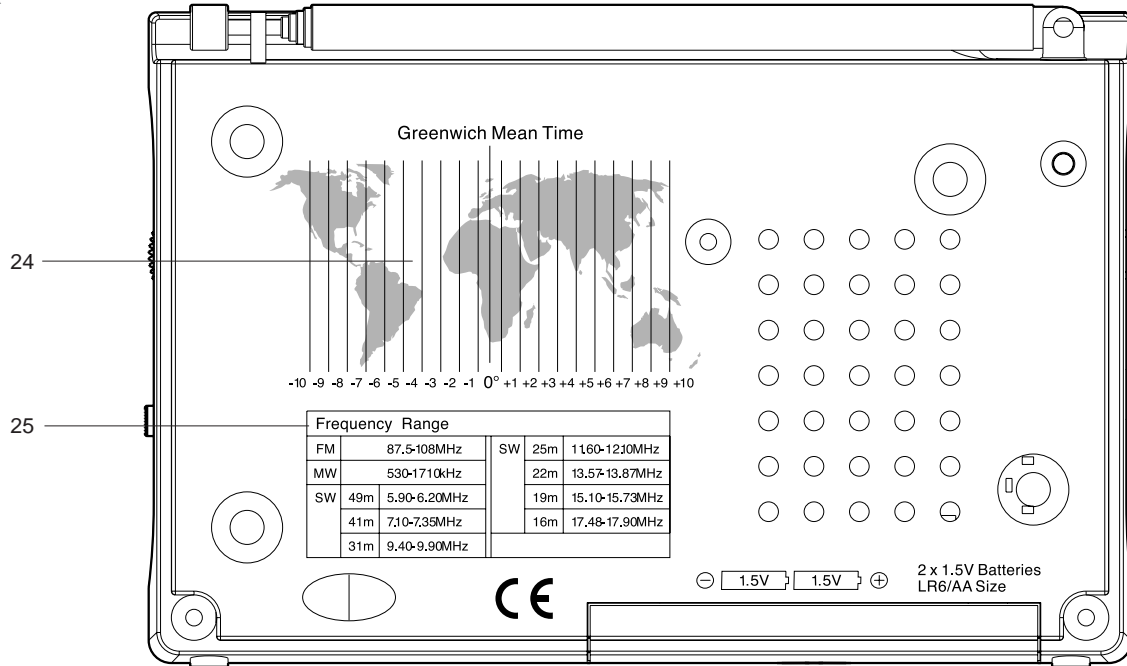 Greenwich Mean Time
24
-10 -9 -8 -7 -6 -5 -4 -3 -2 -1 0° +1 +2 +3 +4 +5 +6 +7 +8 +9 +10
25
Frequency Range
FM 87.5-108MHz SW 25m 11.60-12.10MHz
MW 530-1710kHz 22m 13.57-13.87MHz
SW 49m 5.90-6.20MHz 19m 15.10-15.73MHz
41m 7.10-7.35MHz 16m 17.48-17.90MHz
31m 9.40-9.90MHz
CE
⊖ 1.5V 1.5V ⊕ 2 x 1.5V Batteries
LR6/AA Size